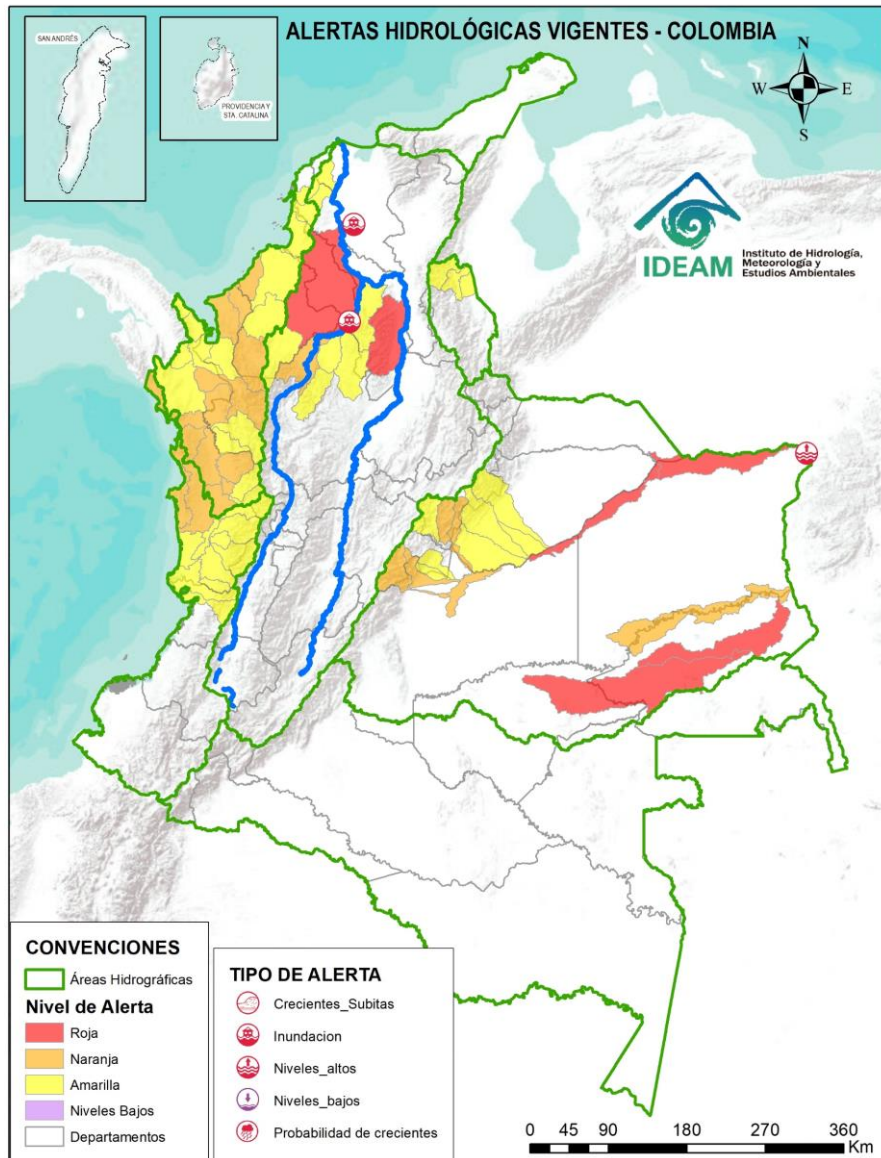 SAN ANDRÉS
PROVIDENCIA Y
STA. CATALINA
ALERTAS HIDROLÓGICAS VIGENTES - COLOMBIA
N
W
E
S
IDEAM
Instituto de Hidrología,
Meteorología y
Estudios Ambientales
CONVENCIONES
Áreas Hidrográficas
Nivel de Alerta
Roja
Naranja
Amarilla
Niveles Bajos
Departamentos
TIPO DE ALERTA
Crecientes_Subitas
Inundacion
Niveles_altos
Niveles_bajos
Probabilidad de crecientes
0 45 90 180 270 360
Km